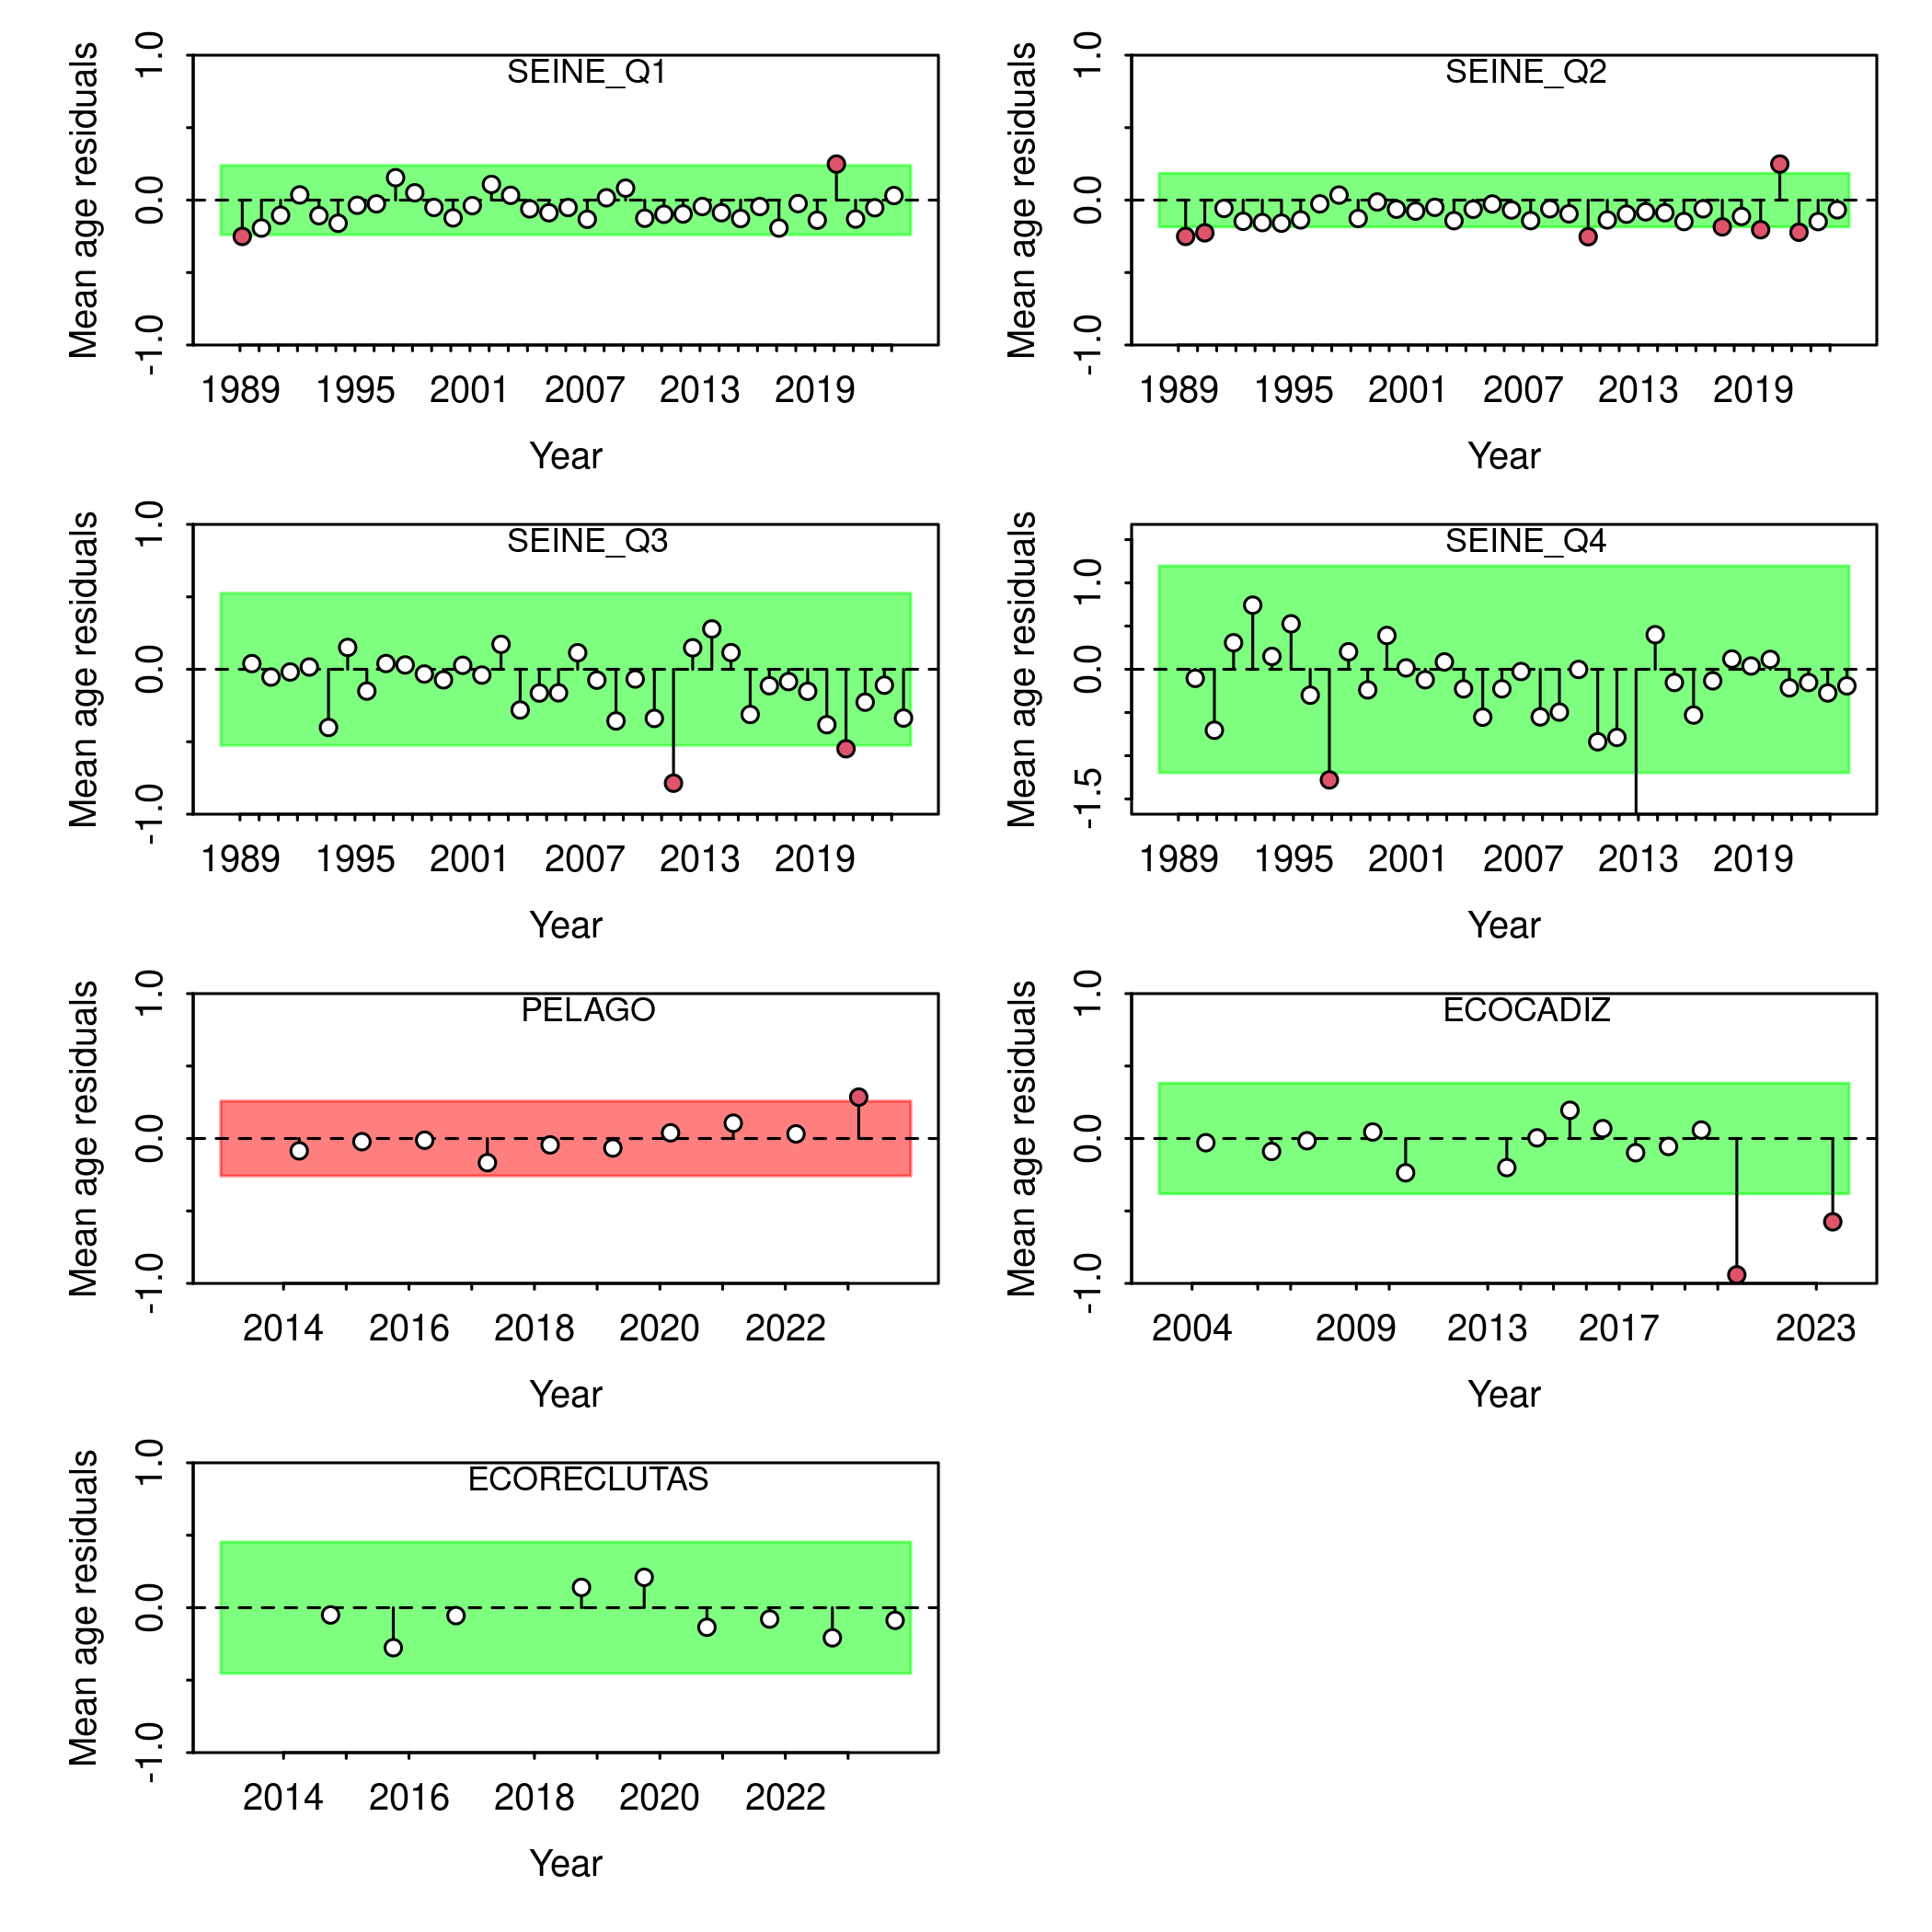 SEINE_Q1
Mean age residuals
1.0
0.0
-1.0
1989 1995 2001 2007 2013 2019
Year
SEINE_Q2
Mean age residuals
1.0
0.0
-1.0
1989 1995 2001 2007 2013 2019
Year
SEINE_Q3
Mean age residuals
1.0
0.0
-1.0
1989 1995 2001 2007 2013 2019
Year
SEINE_Q4
Mean age residuals
1.0
0.0
-1.5
1989 1995 2001 2007 2013 2019
Year
PELAGO
Mean age residuals
1.0
0.0
-1.0
2014 2016 2018 2020 2022
Year
ECOCADIZ
Mean age residuals
1.0
0.0
-1.0
2004 2009 2013 2017 2023
Year
ECORECLUTAS
Mean age residuals
1.0
0.0
-1.0
2014 2016 2018 2020 2022
Year